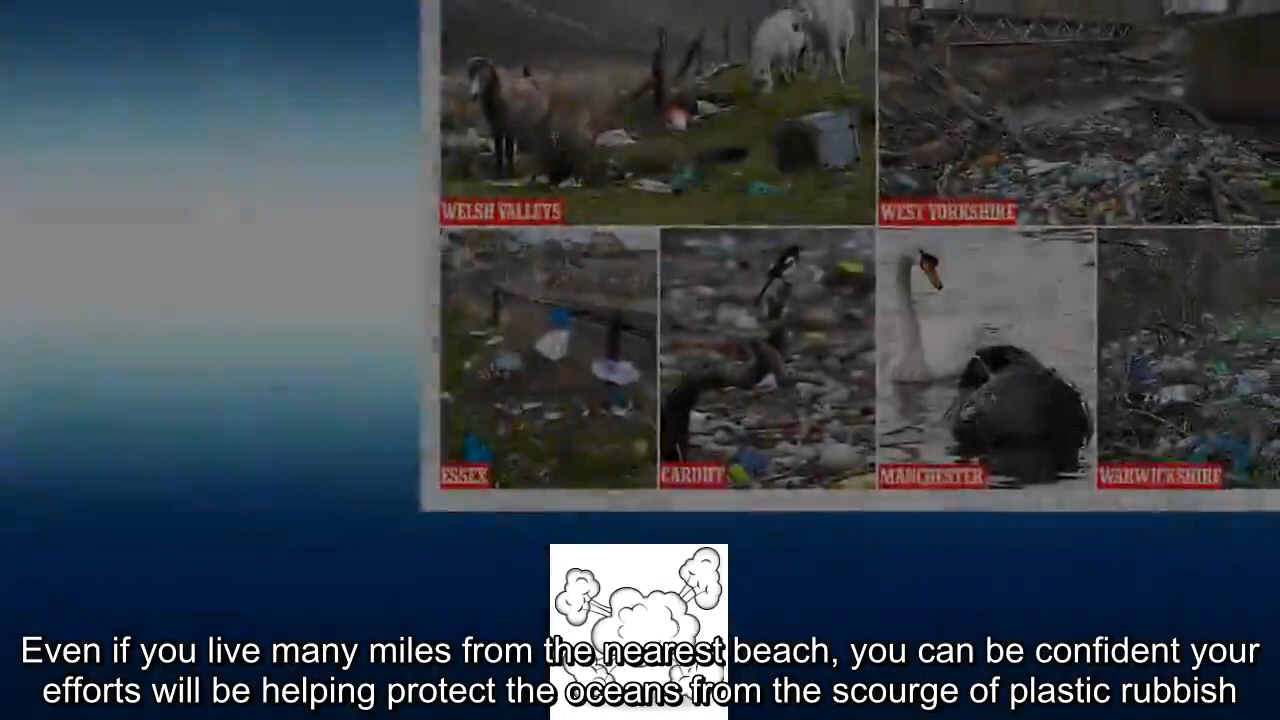 WELSH VALLEYS
WEST YORKSHIRE
ESSEX
CARDIFF
MANCHESTER
WARWICKSHIRE
Even if you live many miles from the nearest beach, you can be confident your
efforts will be helping protect the oceans from the scourge of plastic rubbish